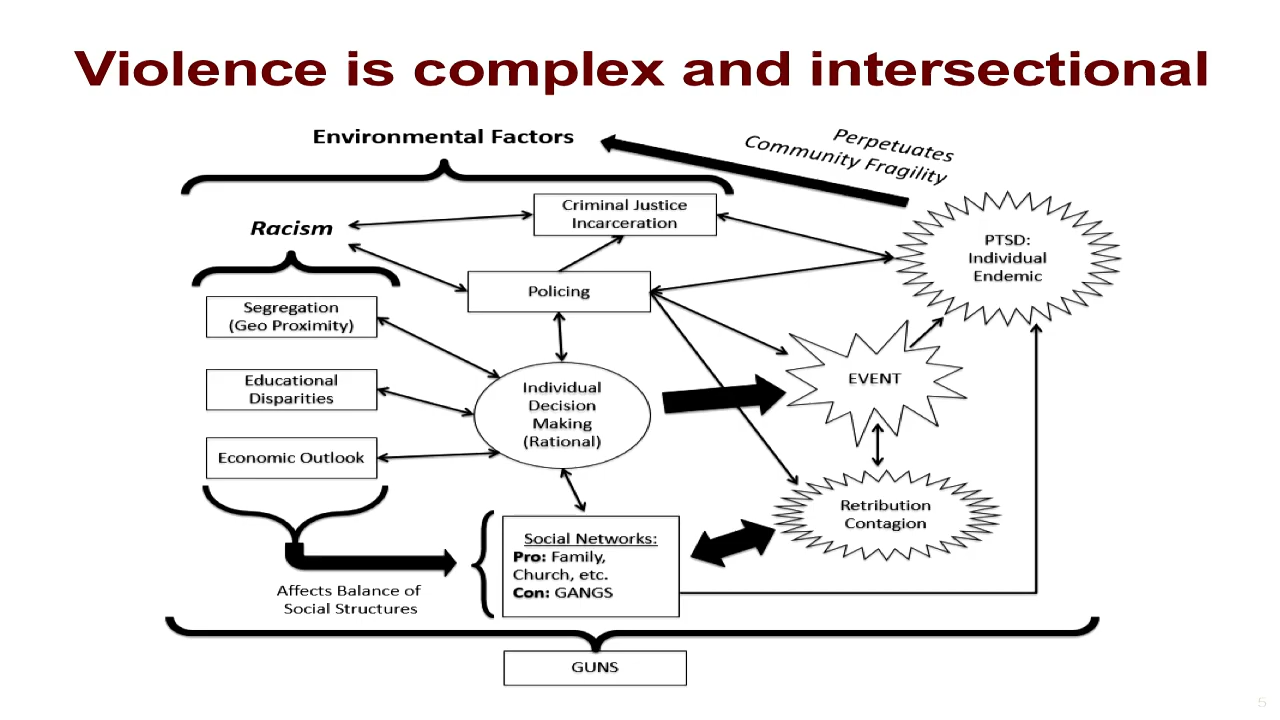 Violence is complex and intersectional
Environmental Factors
Perpetuates
Community Fragility
Criminal Justice
Incarceration
Racism
PTSD:
Individual
Endemic
Policing
Segregation
(Geo Proximity)
Educational
Disparities
Economic Outlook
Individual
Decision
Making
(Rational)
EVENT
Retribution
Contagion
Social Networks:
Pro: Family,
Church, etc.
Con: GANGS
Affects Balance of
Social Structures
GUNS
5